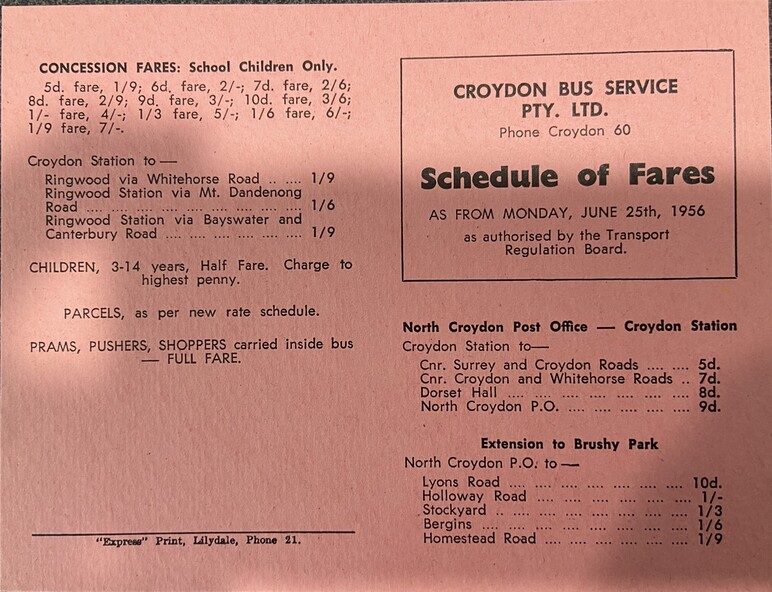 CONCESSION FARES: School Children Only.
5d. fare, 1/9; 6d. fare, 2/-; 7d. fare, 2/6;
8d. fare, 2/9; 9d. fare, 3/-; 10d. fare, 3/6;
1/- fare, 4/-; 1/3 fare, 5/-; 1/6 fare, 6/-;
1/9 fare, 7/-.
Croydon Station to —
Ringwood via Whitehorse Road .. .... 1/9
Ringwood Station via Mt. Dandenong
Road .... .... .... .... .... .... .... .... 1/6
Ringwood Station via Bayswater and
Canterbury Road .... .... .... .... .... 1/9
CHILDREN, 3-14 years, Half Fare. Charge to
highest penny.
PARCELS, as per new rate schedule.
PRAMS, PUSHERS, SHOPPERS carried inside bus
— FULL FARE.
"Express" Print, Lilydale, Phone 21.
CROYDON BUS SERVICE
PTY. LTD.
Phone Croydon 60
Schedule of Fares
AS FROM MONDAY, JUNE 25th, 1956
as authorised by the Transport
Regulation Board.
North Croydon Post Office — Croydon Station
Croydon Station to—
Cnr. Surrey and Croydon Roads .... .... 5d.
Cnr. Croydon and Whitehorse Roads .. 7d.
Dorset Hall .... .... .... .... .... .... .... 8d.
North Croydon P.O. .... .... .... .... .... 9d.
Extension to Brushy Park
North Croydon P.O. to —
Lyons Road .... .... .... .... .... .... .... 10d.
Holloway Road .... .... .... .... .... .... 1/-
Stockyard .. .... .... .... .... .... .... .... 1/3
Bergins .... .... .... .... .... .... .... .... 1/6
Homestead Road .... .... .... .... .... .... 1/9